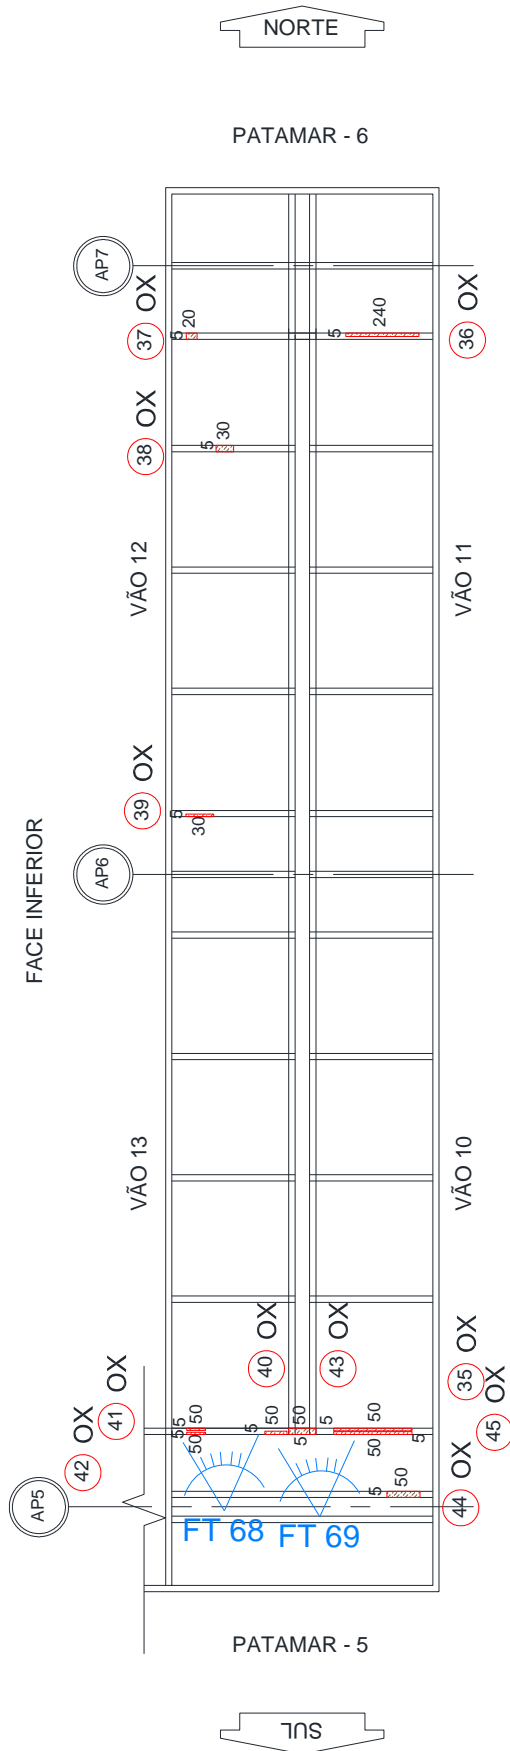 NORTE
PATAMAR - 6
AP7
37 OX
5
20
5
240
36 OX
38 OX
5
30
VÃO 12
VÃO 11
39 OX
5
30
FACE INFERIOR
AP6
VÃO 13
VÃO 10
40 OX
43 OX
35 OX
45 OX
41 OX
42 OX
5 5
50
50
5
50
50
5
5
50
50
5
AP5
5
50
44 OX
FT 68
FT 69
PATAMAR - 5
SUL